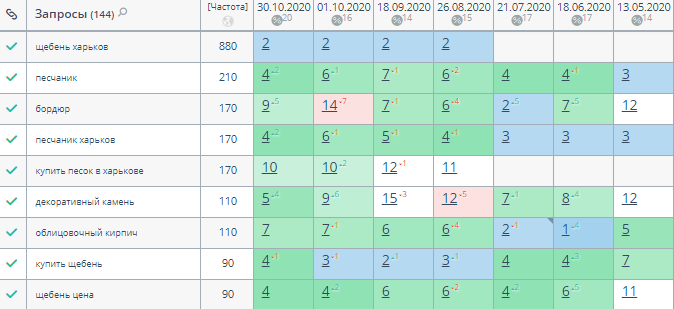 Запросы (144) [Частота] 30.10.2020 01.10.2020 18.09.2020 26.08.2020 21.07.2020 18.06.2020 13.05.2020
%20 %16 %14 %15 %17 %17 %14
щебень харьков 880 2 2 2 2
песчаник 210 4 +2 6 -1 7 -1 6 -2 4 4 -1 3
бордюр 170 9 +5 14 -7 7 -1 6 -4 2 +5 7 +5 12
песчаник харьков 170 4 +2 6 -1 5 -1 4 -1 3 3 3
купить песок в харькове 170 10 10 +2 12 -1 11
декоративный камень 110 5 +4 9 +6 15 -3 12 -5 7 +1 8 +4 12
облицовочный кирпич 110 7 7 -1 6 6 -4 2 -1 1 +4 5
купить щебень 90 4 -1 3 -1 2 +1 3 +1 4 4 +3 7
щебень цена 90 4 4 +2 6 6 -2 4 +2 6 +5 11